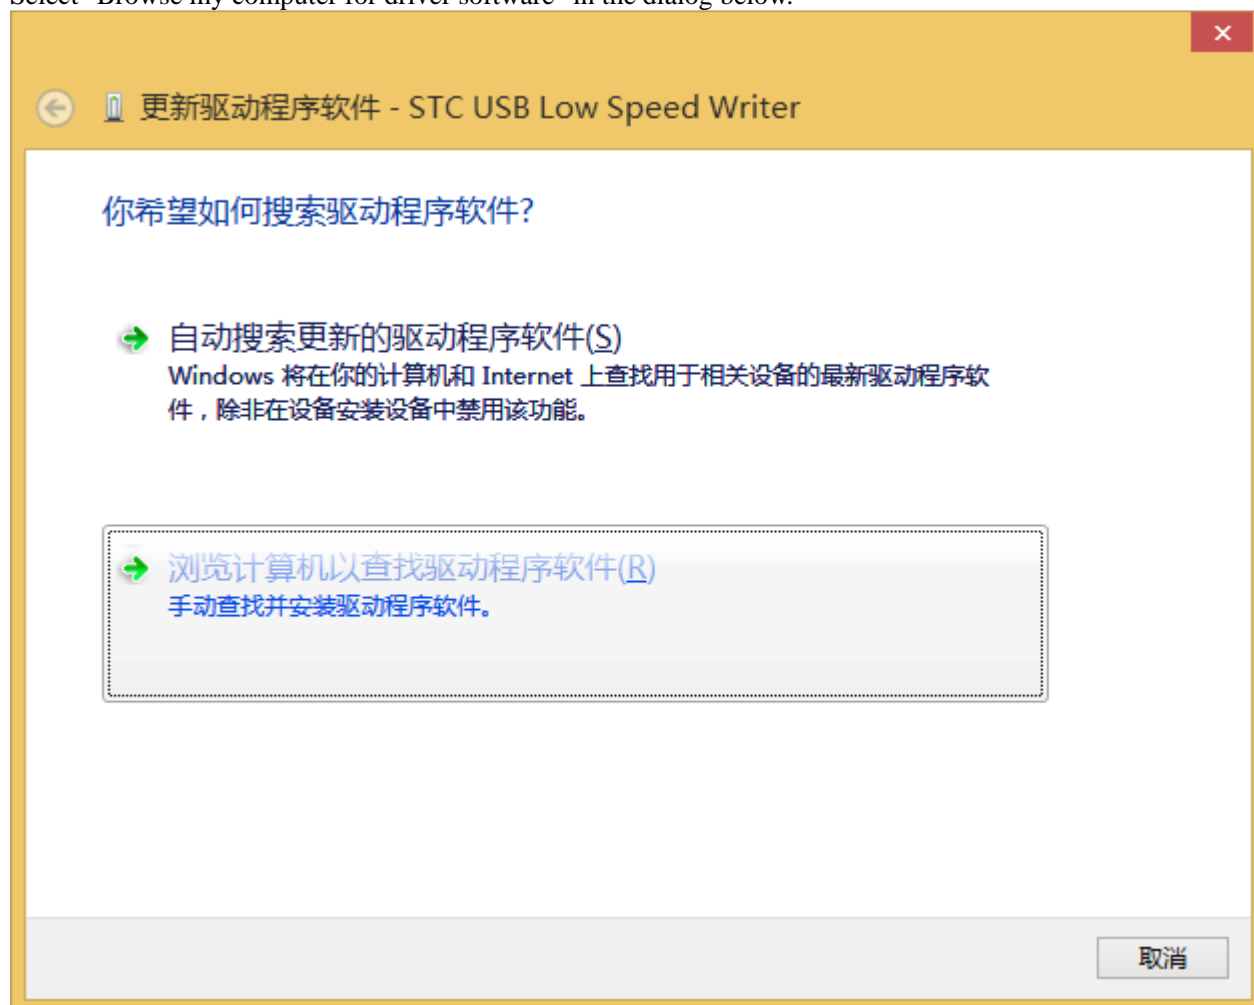 Select "Browse my computer for driver software" in the dialog below.
更新驱动程序软件 - STC USB Low Speed Writer
你希望如何搜索驱动程序软件?
自动搜索更新的驱动程序软件(S)
Windows 将在你的计算机和 Internet 上查找用于相关设备的最新驱动程序软
件，除非在设备安装设备中禁用该功能。
浏览计算机以查找驱动程序软件(R)
手动查找并安装驱动程序软件。
取消